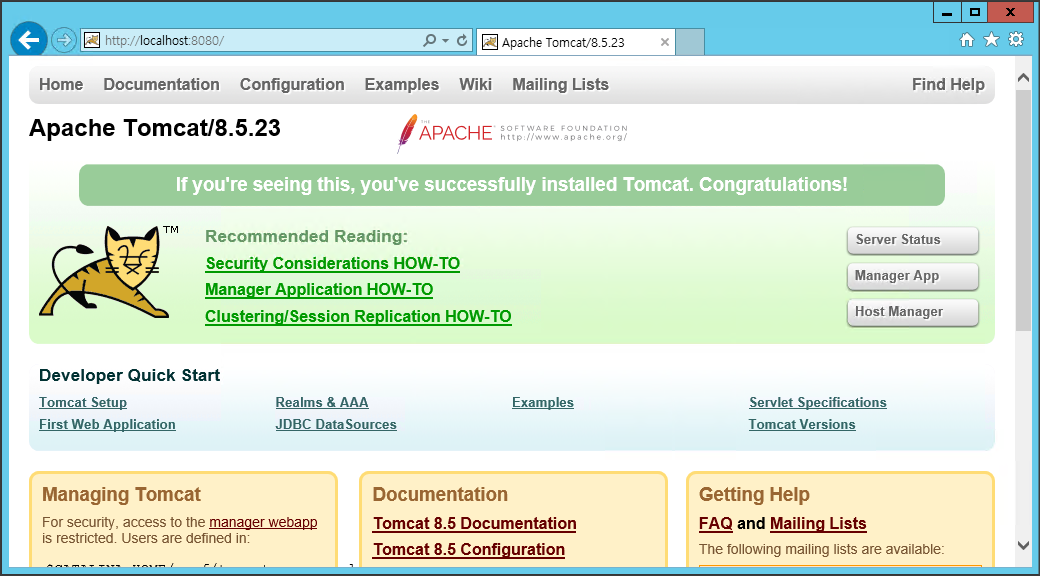 http://localhost:8080/
Apache Tomcat/8.5.23
Home Documentation Configuration Examples Wiki Mailing Lists Find Help
Apache Tomcat/8.5.23
THE
APACHE SOFTWARE FOUNDATION
http://www.apache.org/
If you're seeing this, you've successfully installed Tomcat. Congratulations!
TM
Recommended Reading:
Security Considerations HOW-TO
Manager Application HOW-TO
Clustering/Session Replication HOW-TO
Server Status
Manager App
Host Manager
Developer Quick Start
Tomcat Setup Realms & AAA Examples Servlet Specifications
First Web Application JDBC DataSources Tomcat Versions
Managing Tomcat
For security, access to the manager webapp
is restricted. Users are defined in:
Documentation
Tomcat 8.5 Documentation
Tomcat 8.5 Configuration
Getting Help
FAQ and Mailing Lists
The following mailing lists are available: